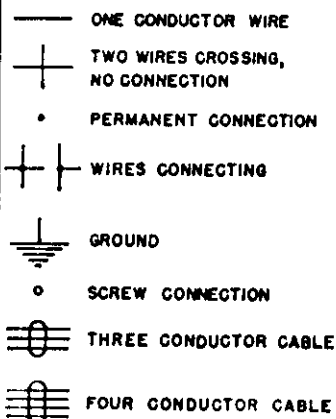 ONE CONDUCTOR WIRE
TWO WIRES CROSSING,
NO CONNECTION
PERMANENT CONNECTION
WIRES CONNECTING
GROUND
SCREW CONNECTION
THREE CONDUCTOR CABLE
FOUR CONDUCTOR CABLE